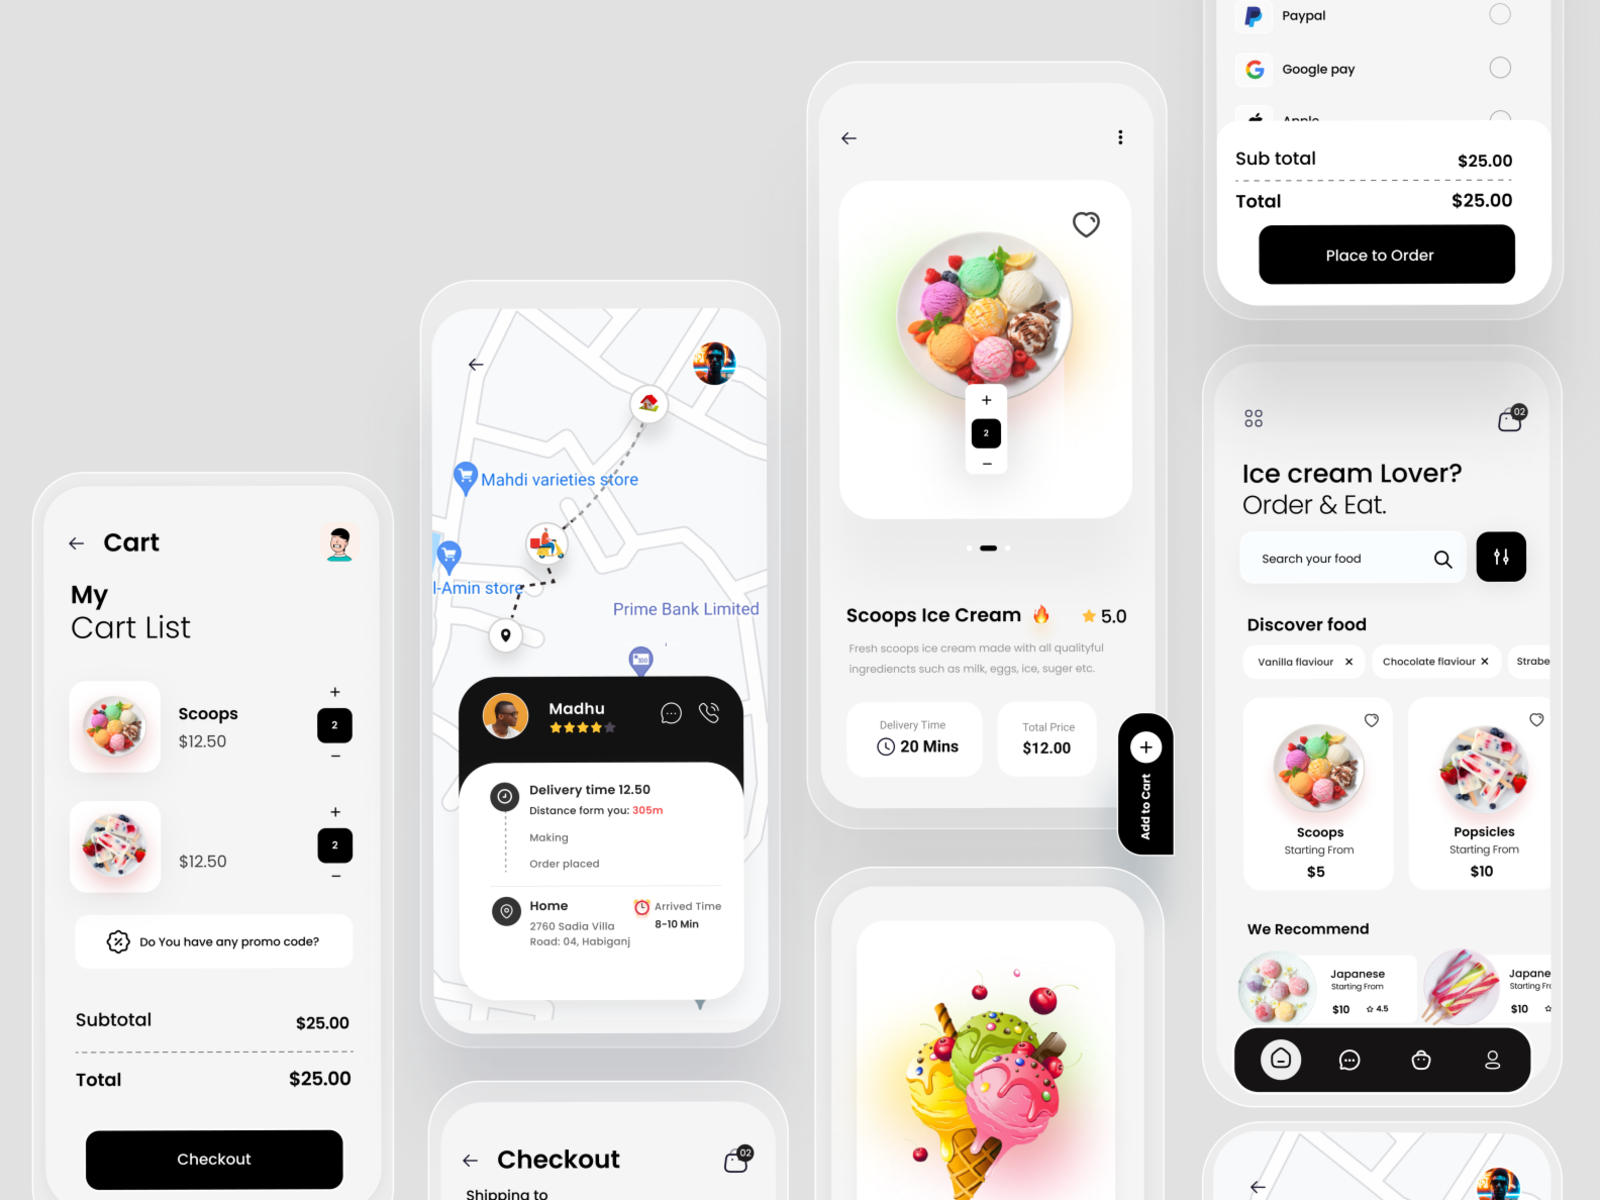 Cart
My
Cart List
Scoops
$12.50
+
2
−
$12.50
+
2
−
Do You have any promo code?
Subtotal $25.00
Total $25.00
Checkout
Mahdi varieties store
l-Amin store
Prime Bank Limited
Madhu
Delivery time 12.50
Distance form you: 305m
Making
Order placed
Home
2760 Sadia Villa
Road: 04, Habiganj
Arrived Time
8-10 Min
Checkout
02
Shipping to
+
2
−
Scoops Ice Cream 5.0
Fresh scoops ice cream made with all qualityful
ingrediencts such as milk, eggs, ice, suger etc.
Delivery Time
20 Mins
Total Price
$12.00
+
Add to Cart
Paypal
Google pay
Apple
Sub total $25.00
Total $25.00
Place to Order
02
Ice cream Lover?
Order & Eat.
Search your food
Discover food
Vanilla flaviour ×
Chocolate flaviour ×
Strabe
Scoops
Starting From
$5
Popsicles
Starting From
$10
We Recommend
Japanese
Starting From
$10 4.5
Japane
Starting Fr
$10